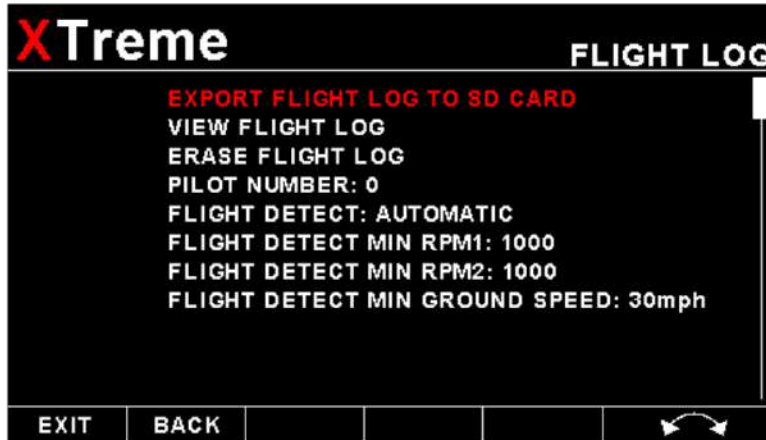 XTreme
FLIGHT LOG
EXPORT FLIGHT LOG TO SD CARD
VIEW FLIGHT LOG
ERASE FLIGHT LOG
PILOT NUMBER: 0
FLIGHT DETECT: AUTOMATIC
FLIGHT DETECT MIN RPM1: 1000
FLIGHT DETECT MIN RPM2: 1000
FLIGHT DETECT MIN GROUND SPEED: 30mph
EXIT BACK